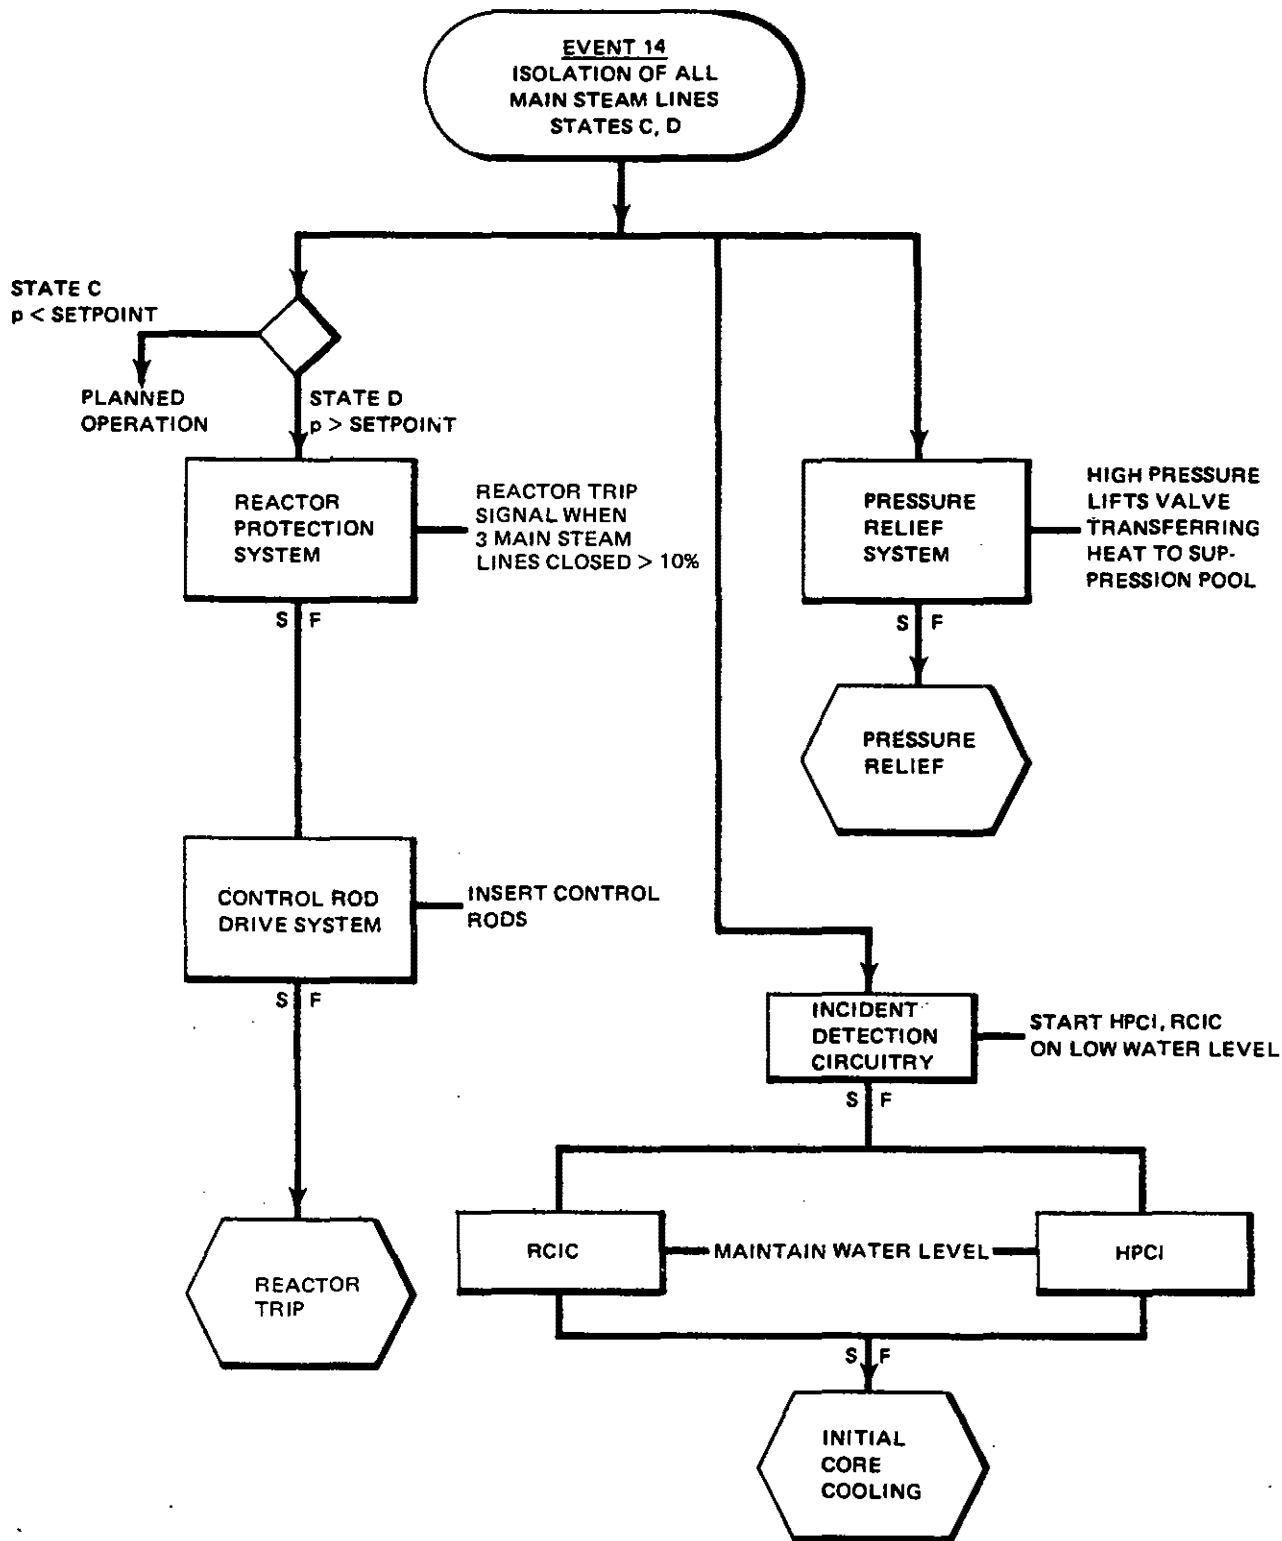 EVENT 14
ISOLATION OF ALL
MAIN STEAM LINES
STATES C, D
STATE C
p < SETPOINT
PLANNED
OPERATION
STATE D
p > SETPOINT
REACTOR
PROTECTION
SYSTEM
REACTOR TRIP
SIGNAL WHEN
3 MAIN STEAM
LINES CLOSED > 10%
S F
CONTROL ROD
DRIVE SYSTEM
INSERT CONTROL
RODS
S F
REACTOR
TRIP
PRESSURE
RELIEF
SYSTEM
HIGH PRESSURE
LIFTS VALVE
TRANSFERRING
HEAT TO SUP-
PRESSION POOL
S F
PRESSURE
RELIEF
INCIDENT
DETECTION
CIRCUITRY
START HPCI, RCIC
ON LOW WATER LEVEL
S F
RCIC
MAINTAIN WATER LEVEL
HPCI
S F
INITIAL
CORE
COOLING